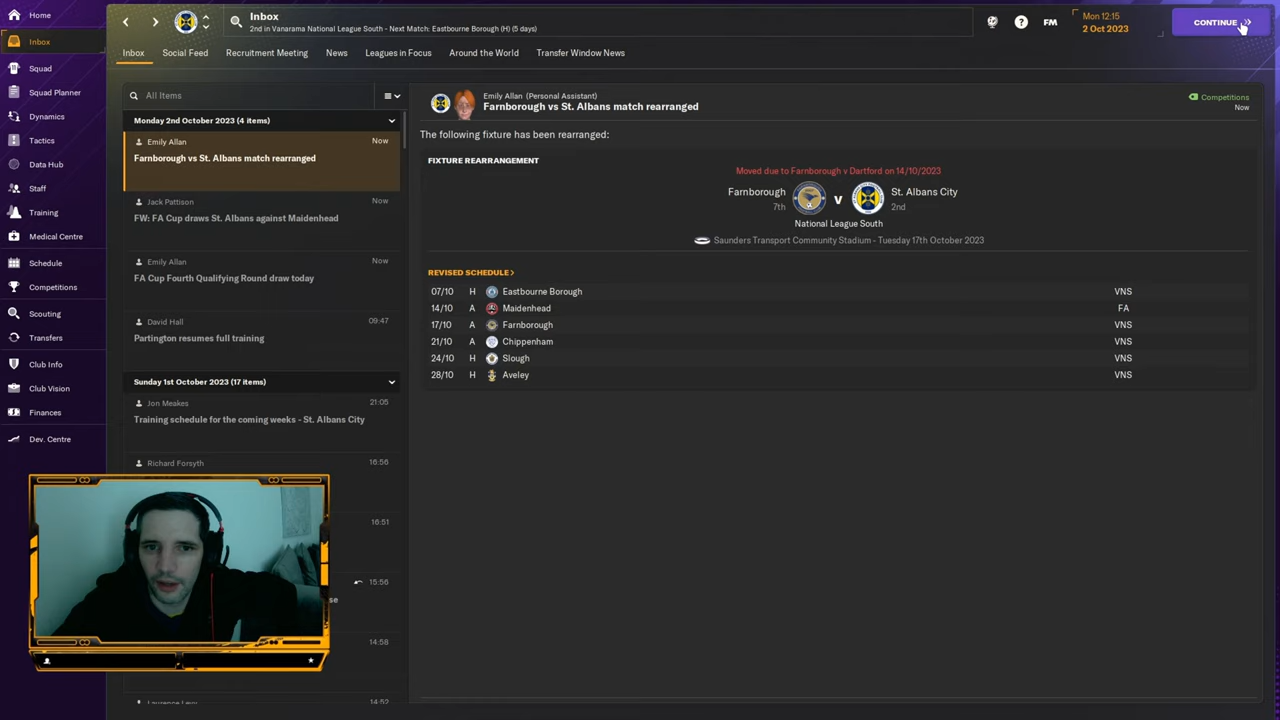 Home
Inbox
Squad
Squad Planner
Dynamics
Tactics
Data Hub
Staff
Training
Medical Centre
Schedule
Competitions
Scouting
Transfers
Club Info
Club Vision
Finances
Dev. Centre
Inbox
2nd in Vanarama National League South - Next Match: Eastbourne Borough (H) (5 days)
?
FM
Mon 12:15
2 Oct 2023
CONTINUE
Inbox Social Feed Recruitment Meeting News Leagues in Focus Around the World Transfer Window News
All Items
Monday 2nd October 2023 (4 items)
Emily Allan Now
Farnborough vs St. Albans match rearranged
Jack Pattison Now
FW: FA Cup draws St. Albans against Maidenhead
Emily Allan Now
FA Cup Fourth Qualifying Round draw today
David Hall 09:47
Partington resumes full training
Sunday 1st October 2023 (17 items)
Jon Meakes 21:05
Training schedule for the coming weeks - St. Albans City
Richard Forsyth 16:56
16:51
15:56
14:58
14:52
Emily Allan (Personal Assistant)
Farnborough vs St. Albans match rearranged
Competitions
Now
The following fixture has been rearranged:
FIXTURE REARRANGEMENT
Moved due to Farnborough v Dartford on 14/10/2023
Farnborough v St. Albans City
7th 2nd
National League South
Saunders Transport Community Stadium - Tuesday 17th October 2023
REVISED SCHEDULE >
07/10 H Eastbourne Borough VNS
14/10 A Maidenhead FA
17/10 A Farnborough VNS
21/10 A Chippenham VNS
24/10 H Slough VNS
28/10 H Aveley VNS